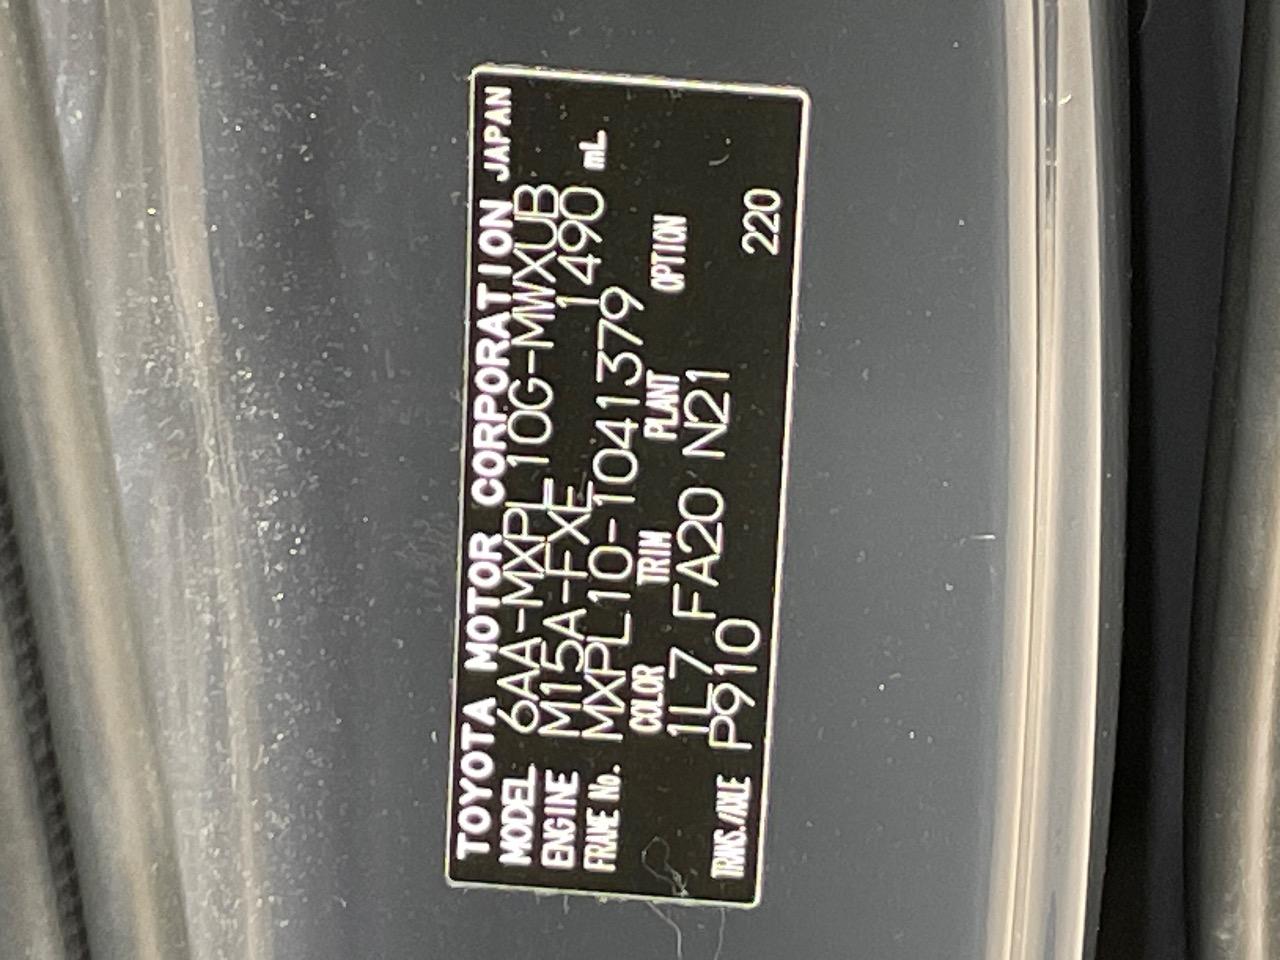 TOYOTA MOTOR CORPORATION JAPAN
MODEL 6AA-MXPL10G-MWXUB
ENGINE M15A-FXE 1490 mL
FRAME No. MXPL10-1041379
COLOR TRIM PLANT OPTION
1L7 FA20 N21
TRANS./AXLE P910 220